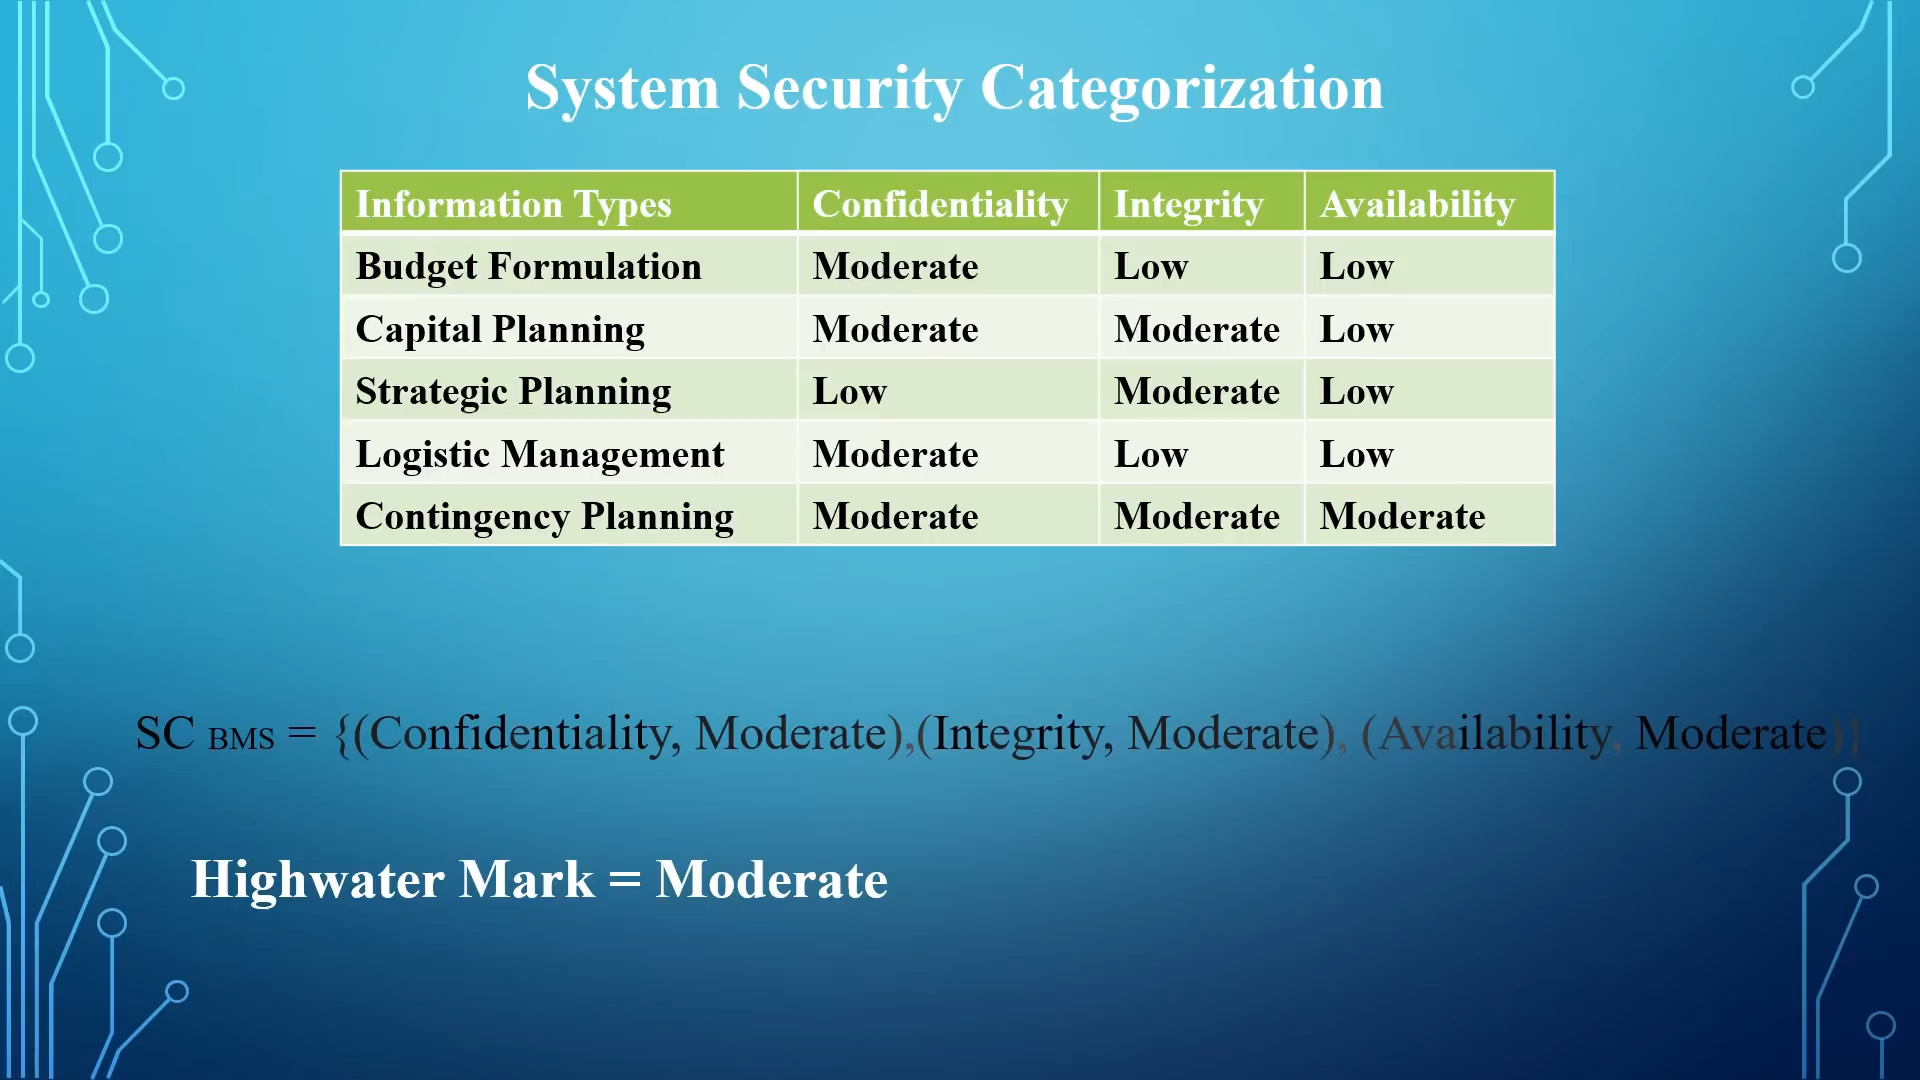 System Security Categorization
Information Types Confidentiality Integrity Availability
Budget Formulation Moderate Low Low
Capital Planning Moderate Moderate Low
Strategic Planning Low Moderate Low
Logistic Management Moderate Low Low
Contingency Planning Moderate Moderate Moderate
SC BMS = {(Confidentiality, Moderate),(Integrity, Moderate), (Availability, Moderate)}
Highwater Mark = Moderate